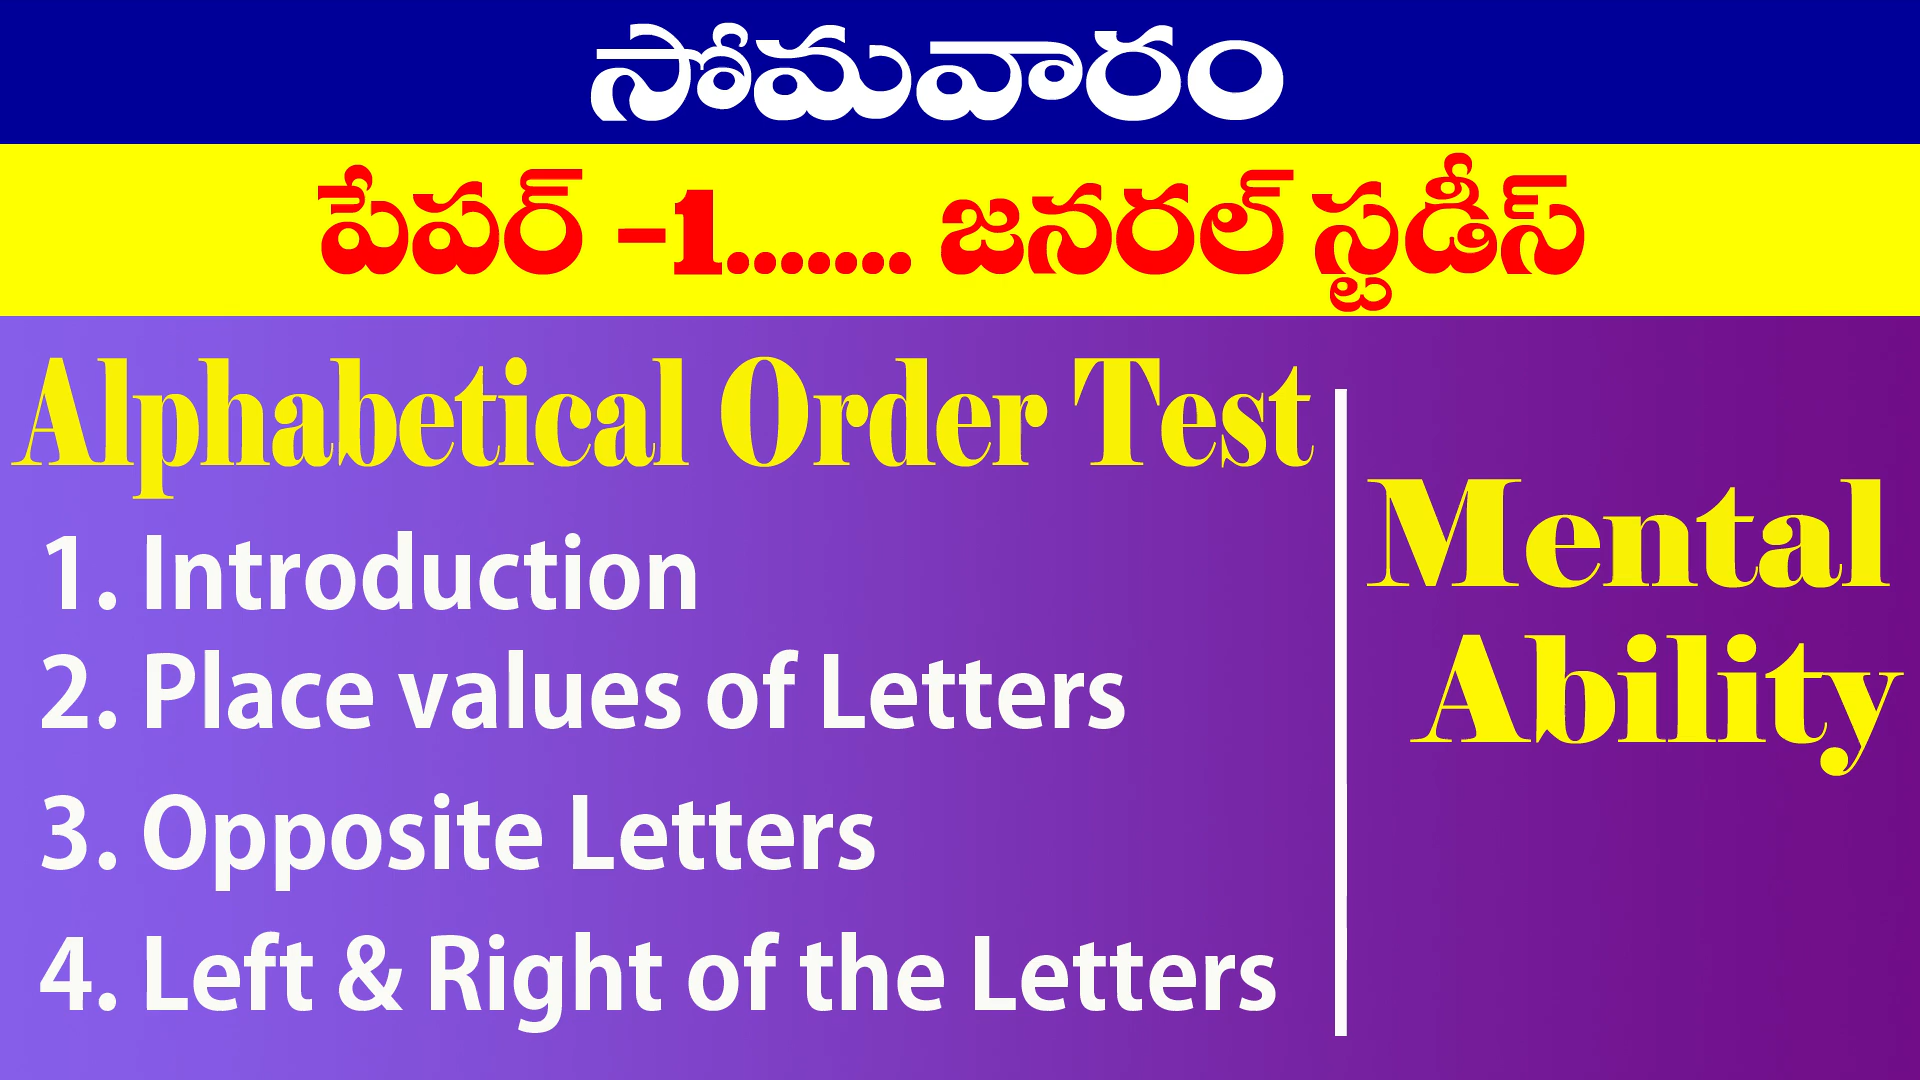 సోమవారం
పేపర్ -1....... జనరల్ స్టడీస్
Alphabetical Order Test
1. Introduction
2. Place values of Letters
3. Opposite Letters
4. Left & Right of the Letters
Mental
Ability